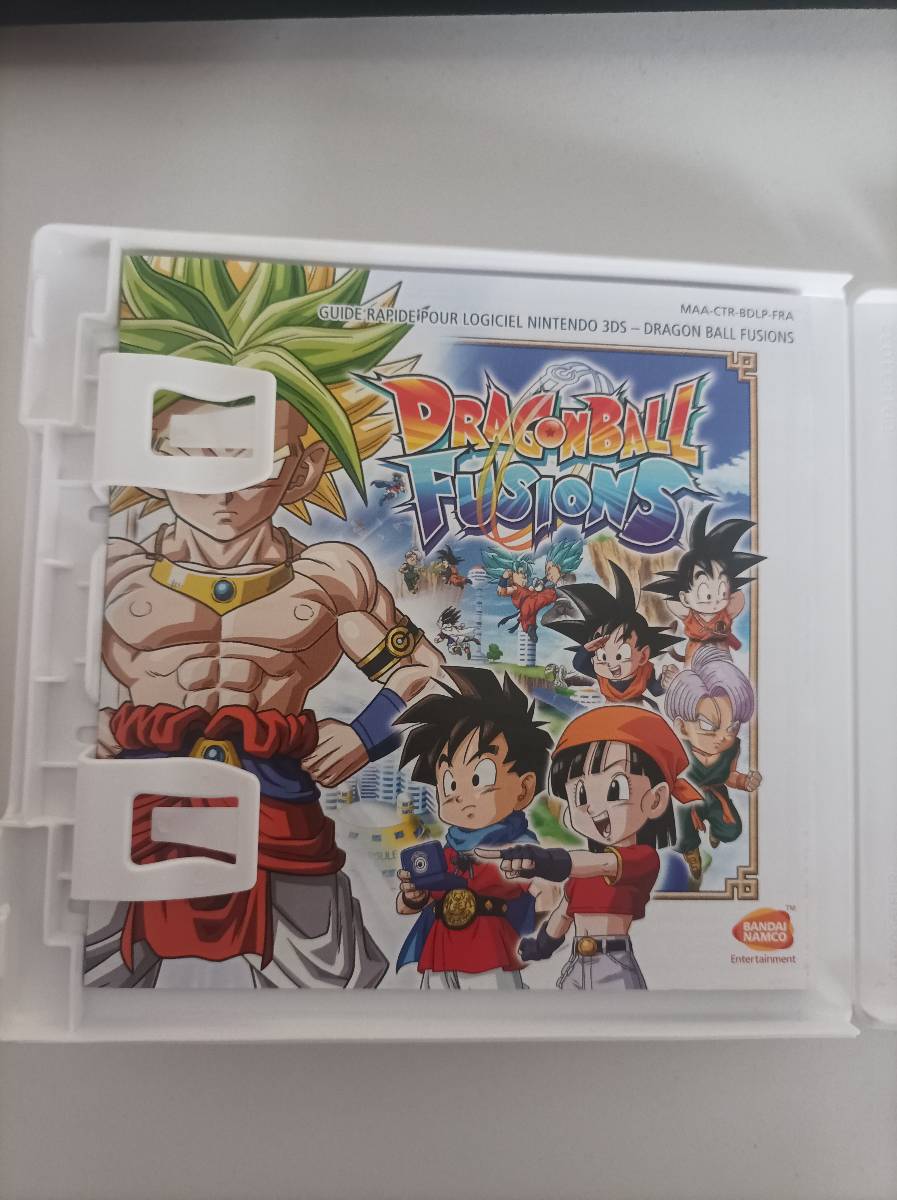 MAA-CTR-BDLP-FRA
GUIDE RAPIDE POUR LOGICIEL NINTENDO 3DS – DRAGON BALL FUSIONS
DRAGON BALL
FUSIONS
TM
BANDAI
NAMCO
Entertainment